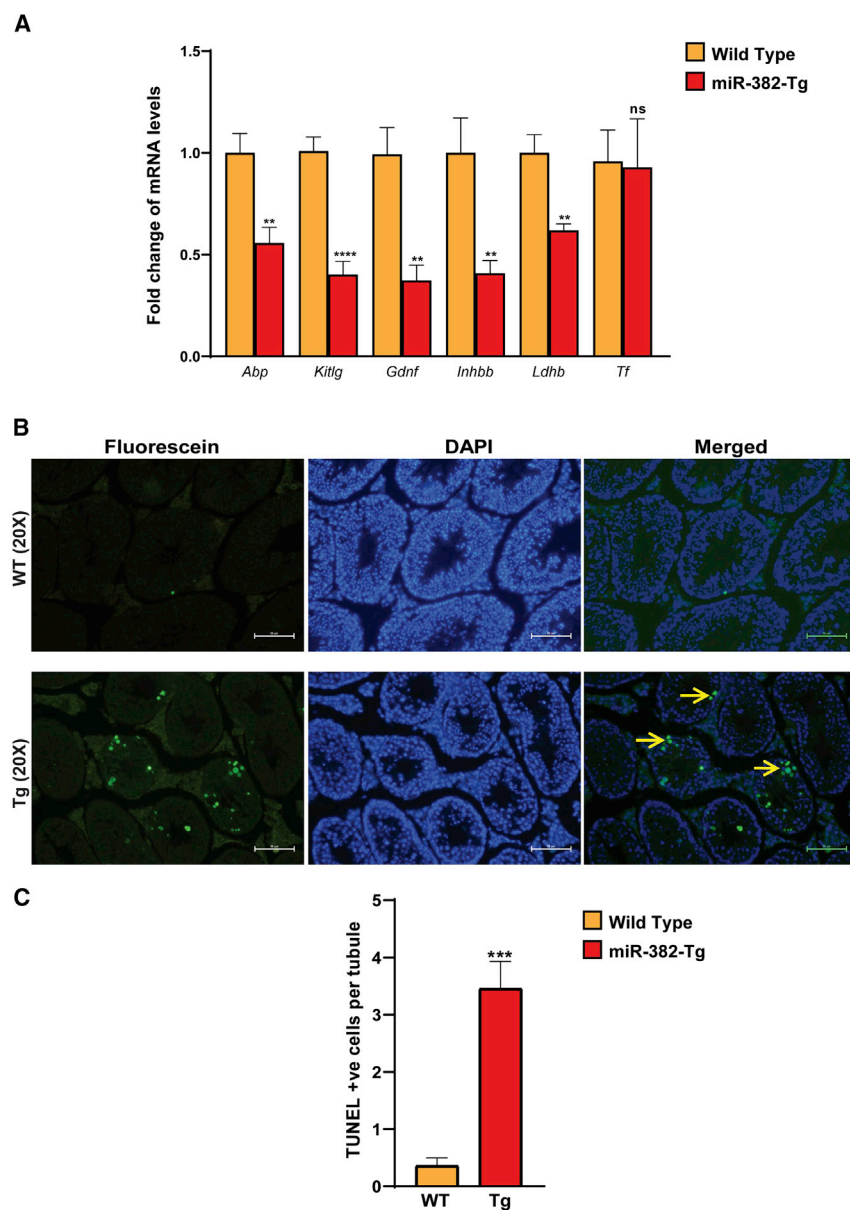 A
1.5
1.0
0.5
0.0
Fold change of mRNA levels
Wild Type
miR-382-Tg
**
****
**
**
**
ns
Abp Kitlg Gdnf Inhbb Ldhb Tf
B
Fluorescein DAPI Merged
WT (20X)
Tg (20X)
C
5
4
3
2
1
0
TUNEL +ve cells per tubule
***
WT Tg
Wild Type
miR-382-Tg